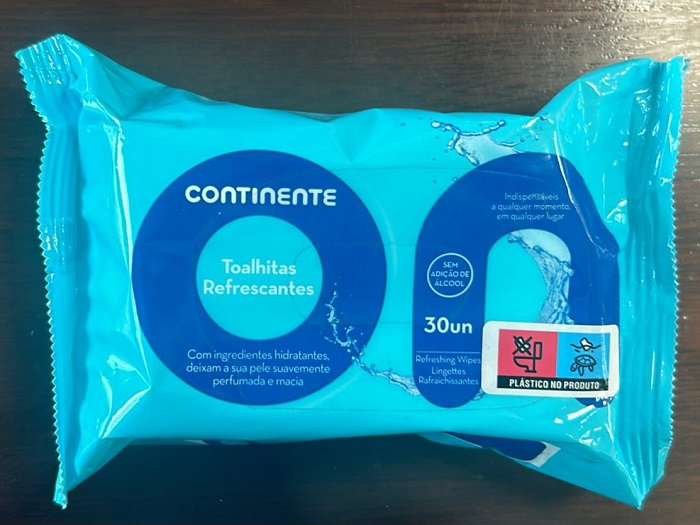 CONTINENTE
Toalhitas
Refrescantes
Com ingredientes hidratantes,
deixam a sua pele suavemente
perfumada e macia
Indispensáveis
a qualquer momento,
em qualquer lugar
SEM
ADIÇÃO DE
ÁLCOOL
30un
Refreshing Wipes
Lingettes
Rafraichissantes
PLÁSTICO NO PRODUTO